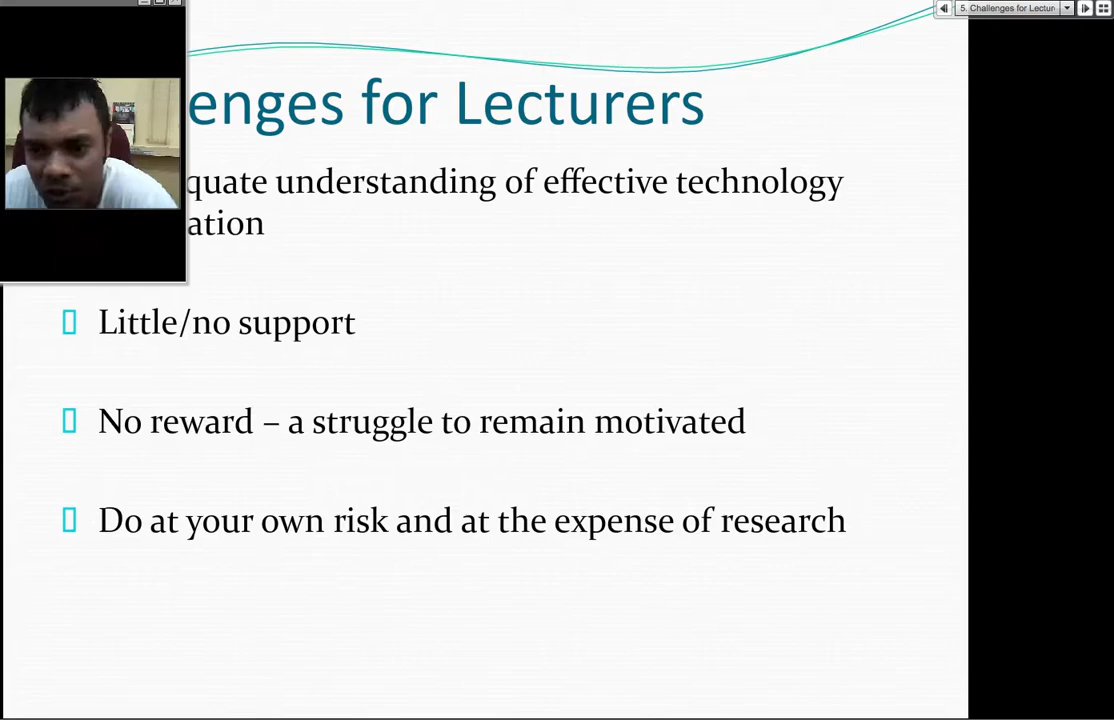 5. Challenges for Lectur
enges for Lecturers
quate understanding of effective technology
ation
Little/no support
No reward – a struggle to remain motivated
Do at your own risk and at the expense of research